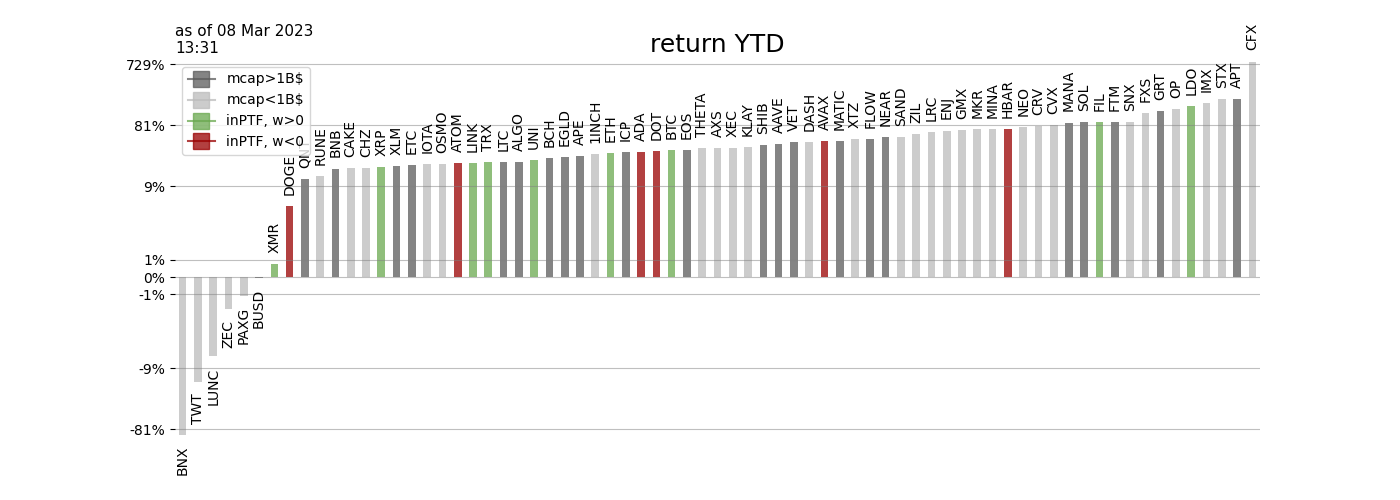 as of 08 Mar 2023
13:31
return YTD
729%
81%
9%
1%
0%
-1%
-9%
-81%
mcap>1B$
mcap<1B$
inPTF, w>0
inPTF, w<0
BNX
TWT
LUNC
ZEC
PAXG
BUSD
XMR
DOGE
QNT
RUNE
BNB
CAKE
CHZ
XRP
XLM
ETC
IOTA
OSMO
ATOM
LINK
TRX
LTC
ALGO
UNI
BCH
EGLD
APE
1INCH
ETH
ICP
ADA
DOT
BTC
EOS
THETA
AXS
XEC
KLAY
SHIB
AAVE
VET
DASH
AVAX
MATIC
XTZ
FLOW
NEAR
SAND
ZIL
LRC
ENJ
GMX
MKR
MINA
HBAR
NEO
CRV
CVX
MANA
SOL
FIL
FTM
SNX
FXS
GRT
OP
LDO
IMX
STX
APT
CFX